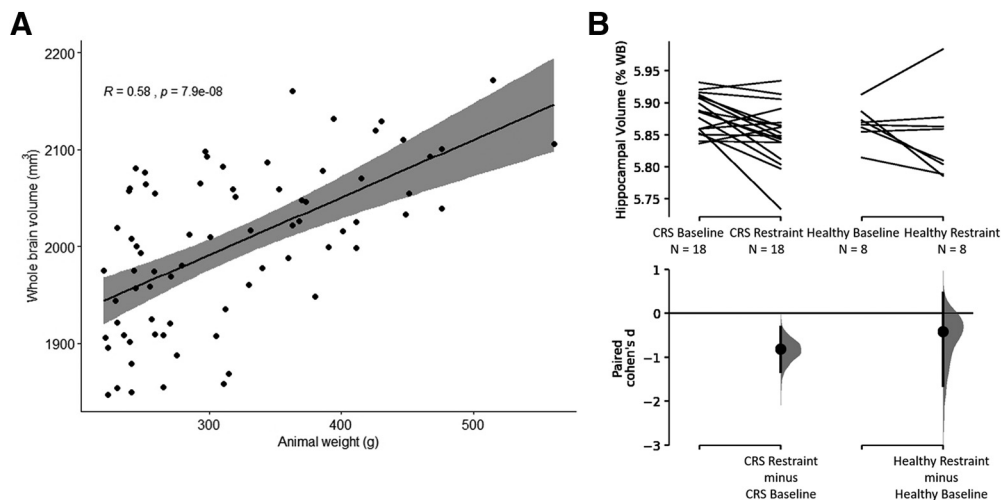 A
2200
R = 0.58 , p = 7.9e-08
2100
Whole brain volume (mm3)
2000
1900
300
400
500
Animal weight (g)
B
5.95
5.90
5.85
5.80
5.75
Hippocampal Volume (% WB)
CRS Baseline CRS Restraint Healthy Baseline Healthy Restraint
N = 18 N = 18 N = 8 N = 8
1
0
-1
-2
-3
Paired
cohen's d
CRS Restraint
minus
CRS Baseline
Healthy Restraint
minus
Healthy Baseline